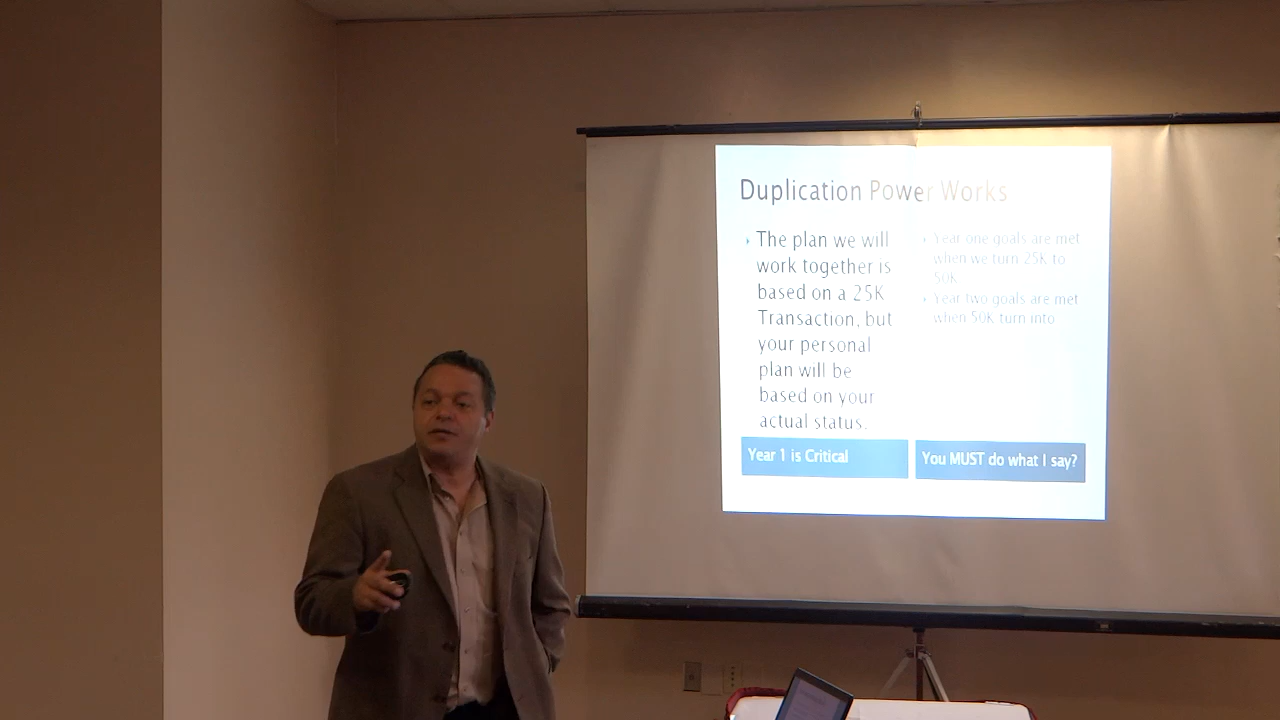 Duplication Power Works
The plan we will
work together is
based on a 25K
Transaction, but
your personal
plan will be
based on your
actual status.
Year one goals are met
when we turn 25K to
50K
Year two goals are met
when 50K turn into
Year 1 is Critical
You MUST do what I say?